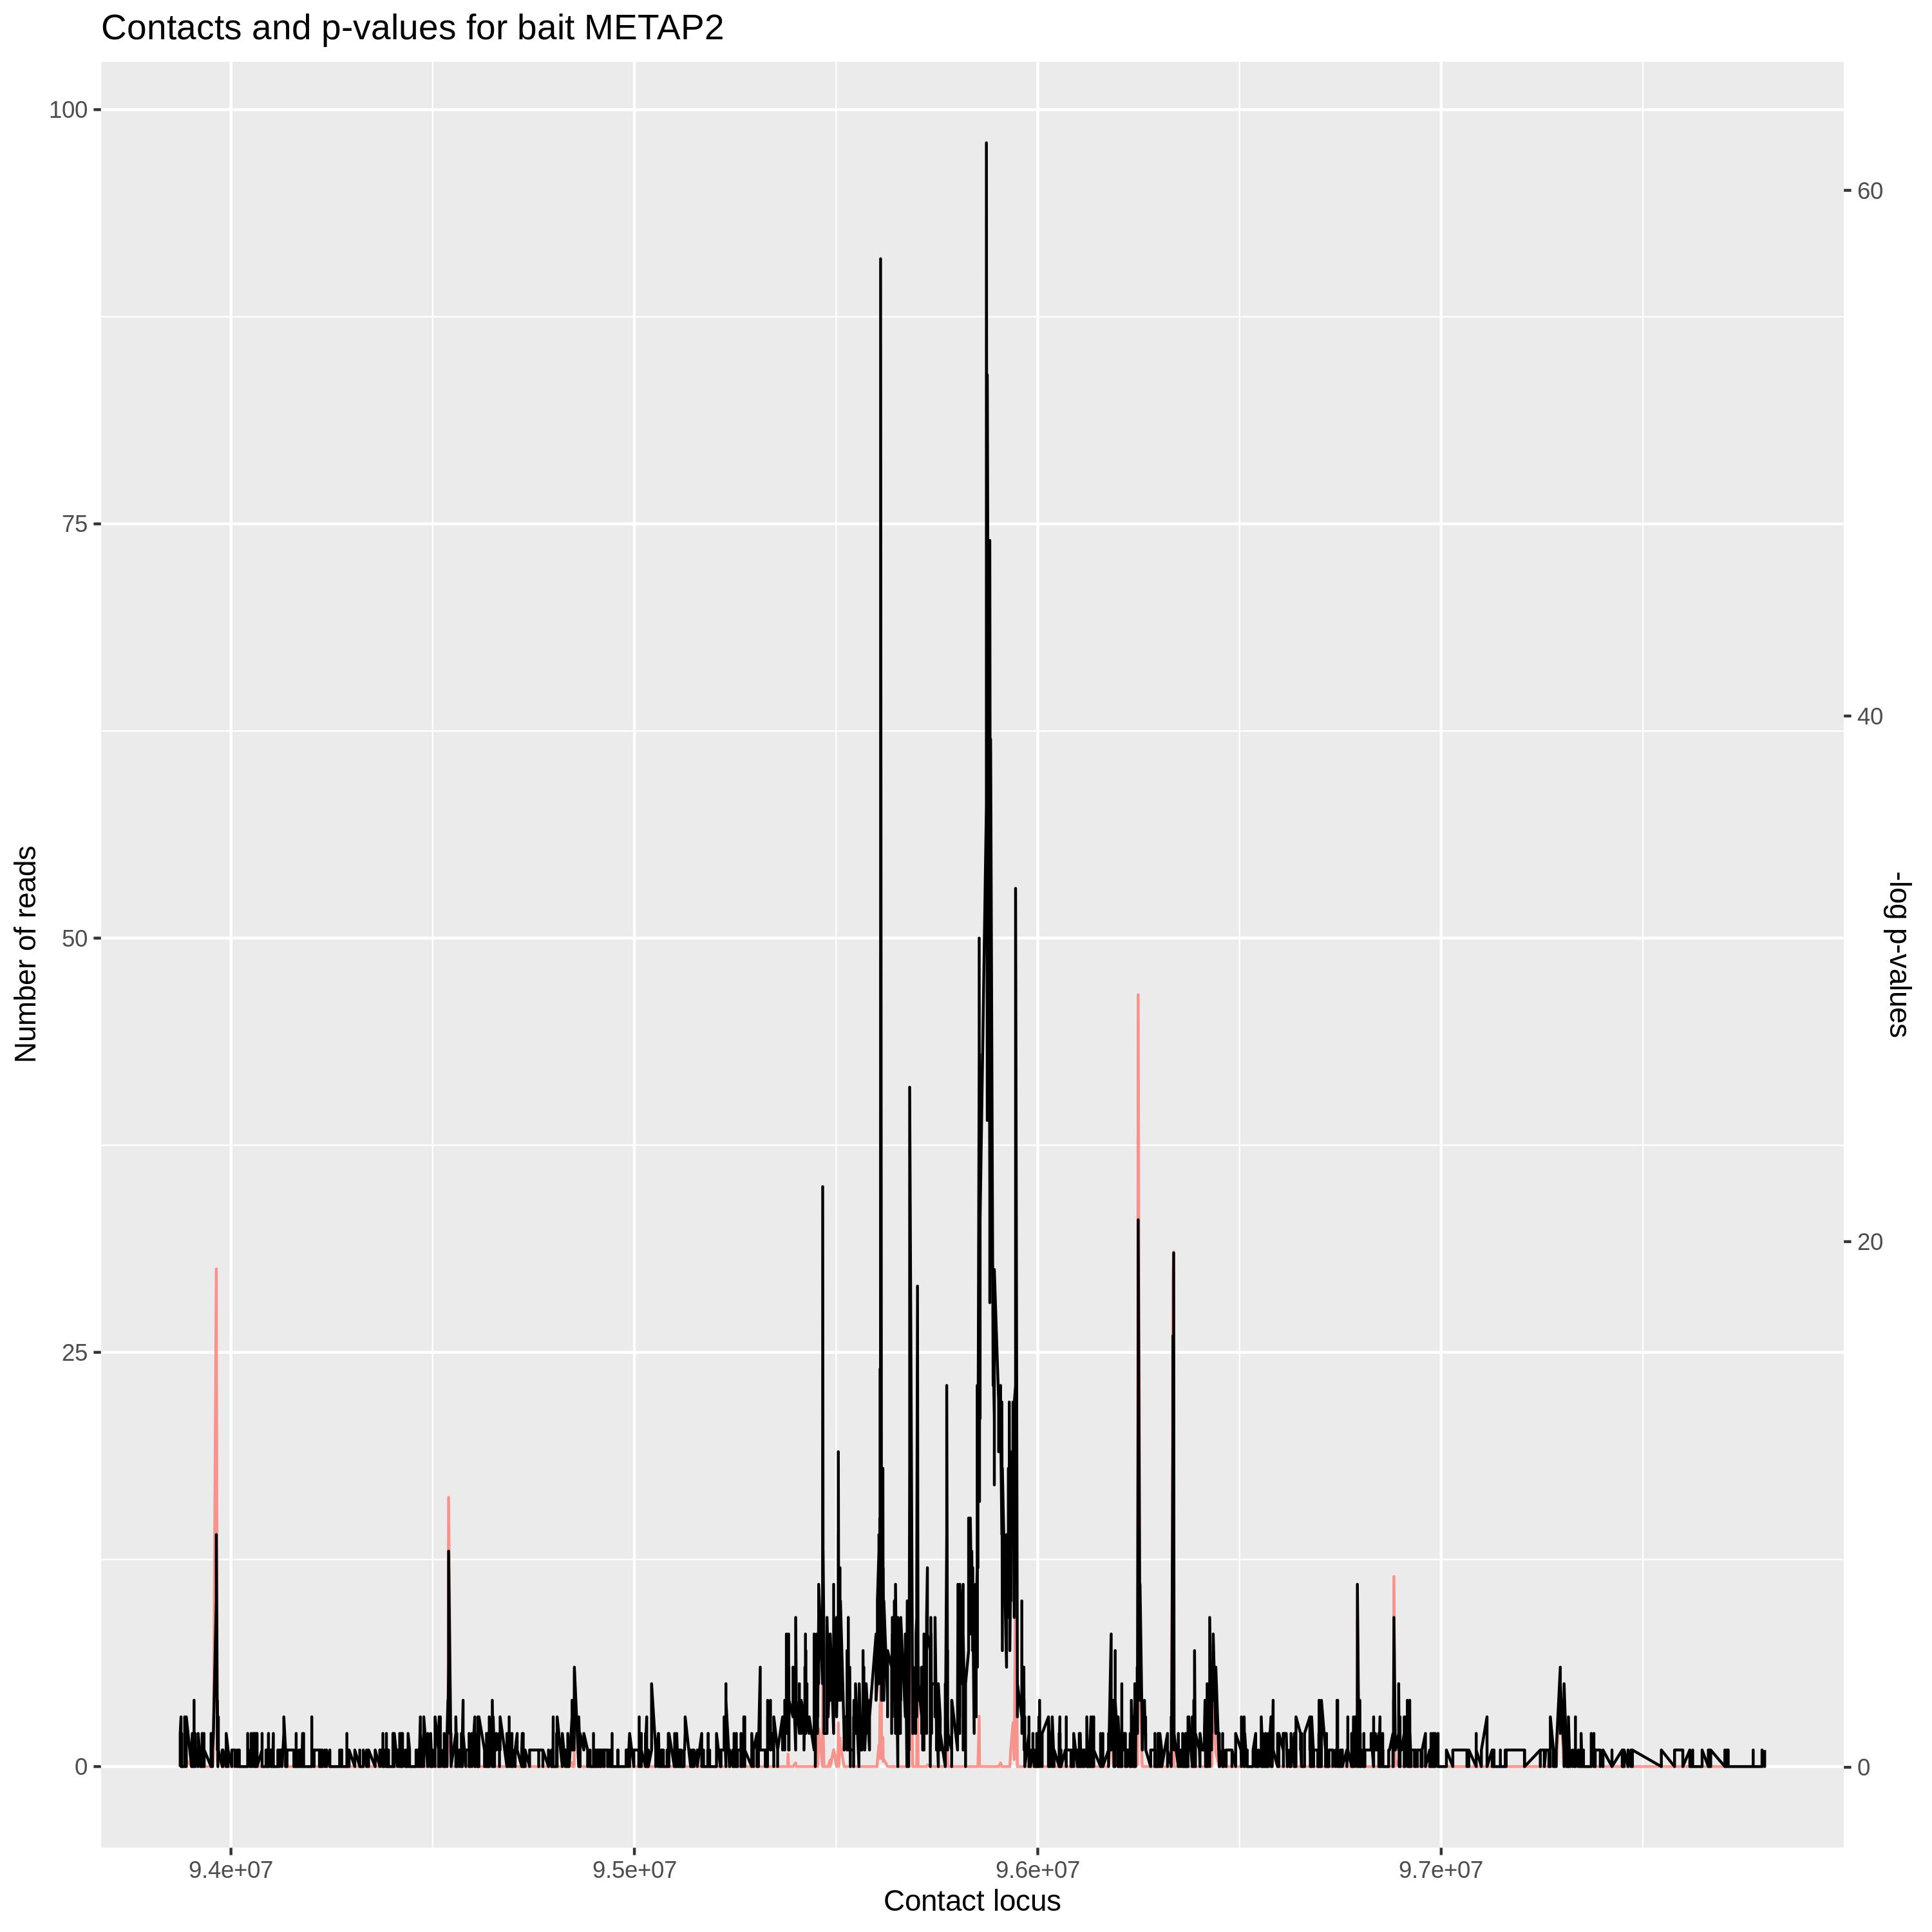 Contacts and p-values for bait METAP2
100
75
50
25
0
60
40
20
0
Number of reads
-log p-values
9.4e+07
9.5e+07
9.6e+07
9.7e+07
Contact locus